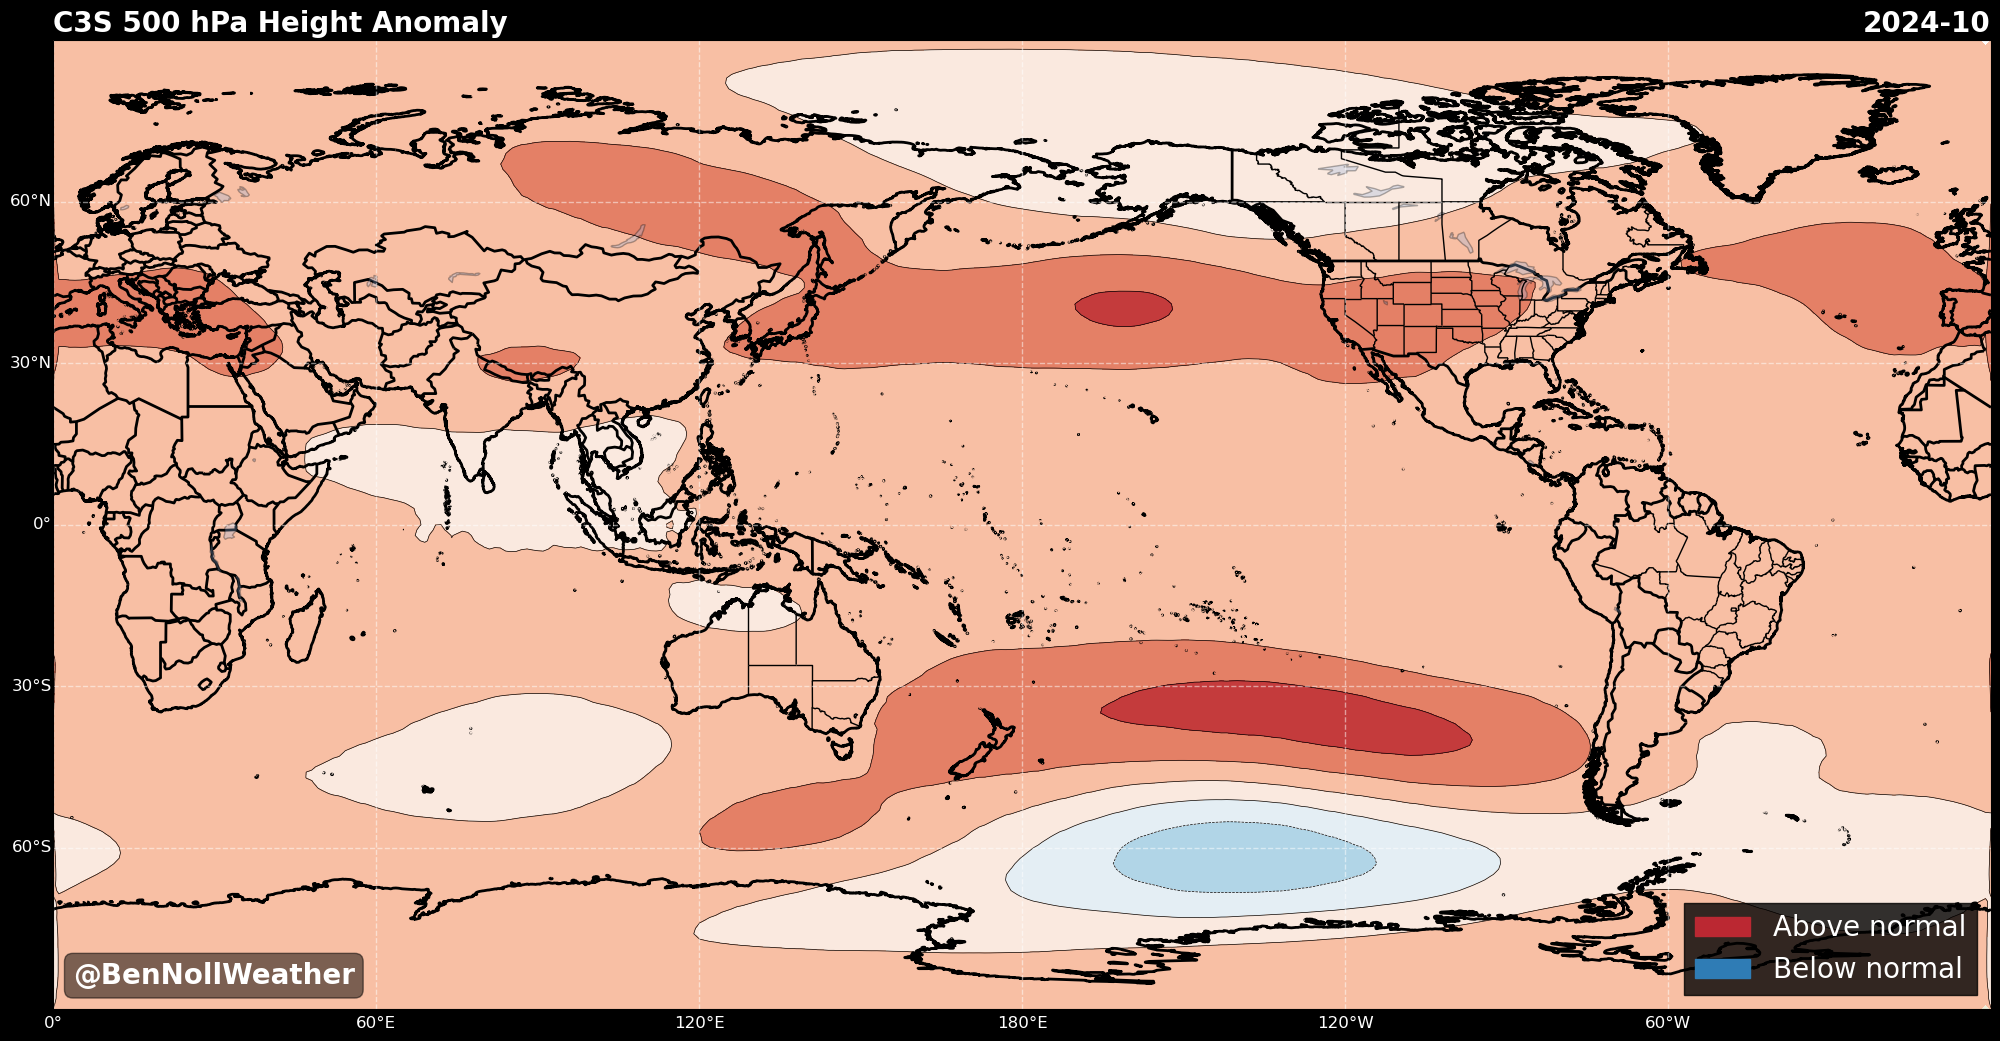 C3S 500 hPa Height Anomaly
2024-10
60°N
30°N
0°
30°S
60°S
@BenNollWeather
Above normal
Below normal
0°
60°E
120°E
180°E
120°W
60°W